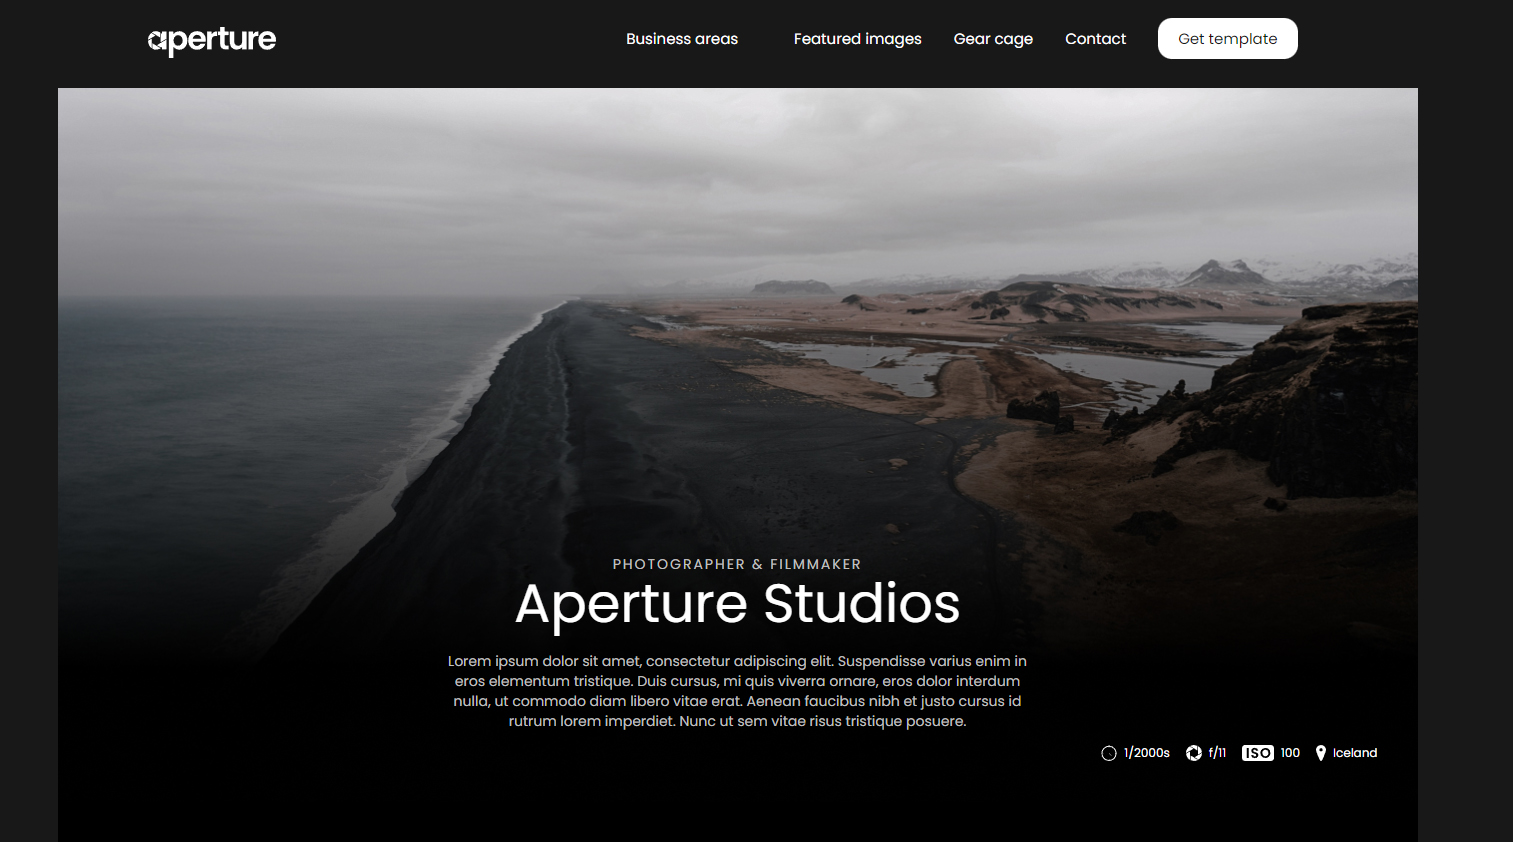 aperture
Business areas
Featured images
Gear cage
Contact
Get template
PHOTOGRAPHER & FILMMAKER
Aperture Studios
Lorem ipsum dolor sit amet, consectetur adipiscing elit. Suspendisse varius enim in
eros elementum tristique. Duis cursus, mi quis viverra ornare, eros dolor interdum
nulla, ut commodo diam libero vitae erat. Aenean faucibus nibh et justo cursus id
rutrum lorem imperdiet. Nunc ut sem vitae risus tristique posuere.
1/2000s f/11 ISO 100 Iceland